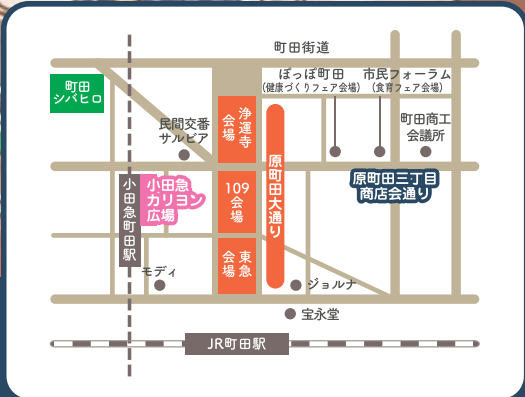 町田街道
町田
シバヒロ
ぽっぽ町田
(健康づくりフェア会場)
市民フォーラム
(食育フェア会場)
浄運寺
会場
民間交番
サルビア
町田商工
会議所
原町田大通り
小田急町田駅
小田急
カリヨン
広場
109
会場
原町田三丁目
商店会通り
東急
会場
モディ
ジョルナ
宝永堂
JR町田駅